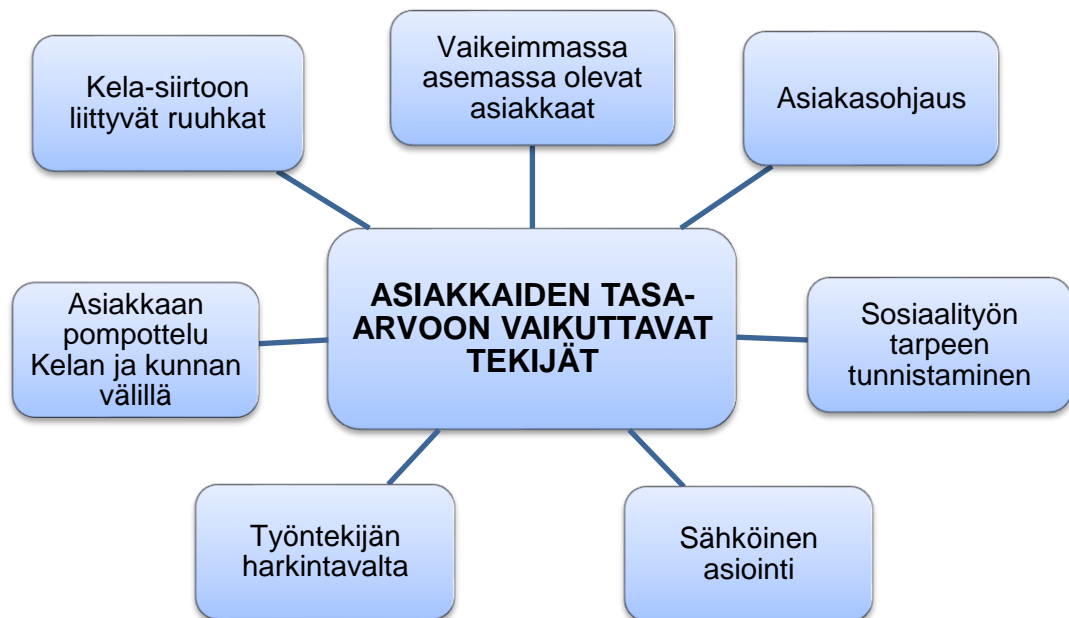 Kela-siirtoon
liittyvät ruuhkat
Vaikeimmassa
asemassa olevat
asiakkaat
Asiakasohjaus
ASIAKKAIDEN TASA-
ARVOON VAIKUTTAVAT
TEKIJÄT
Asiakkaan
pompottelu
Kelan ja kunnan
välillä
Sosiaalityön
tarpeen
tunnistaminen
Työntekijän
harkintavalta
Sähköinen
asiointi